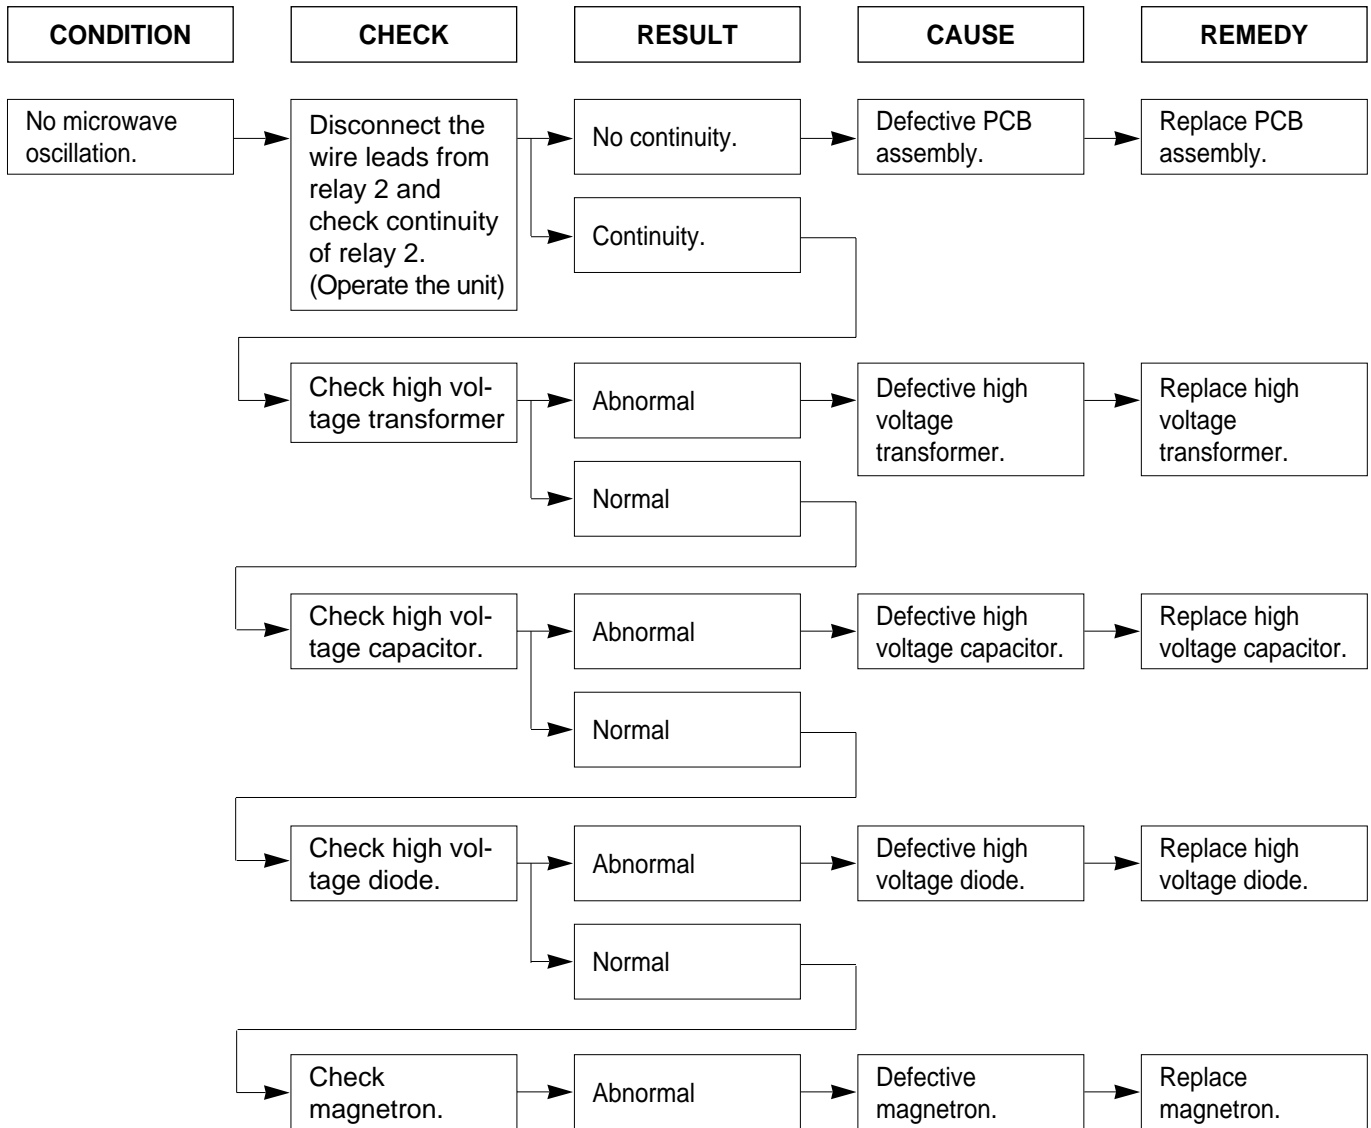 CONDITION
CHECK
RESULT
CAUSE
REMEDY
No microwave
oscillation.
Disconnect the
wire leads from
relay 2 and
check continuity
of relay 2.
(Operate the unit)
No continuity.
Defective PCB
assembly.
Replace PCB
assembly.
Continuity.
Check high vol-
tage transformer
Abnormal
Defective high
voltage
transformer.
Replace high
voltage
transformer.
Normal
Check high vol-
tage capacitor.
Abnormal
Defective high
voltage capacitor.
Replace high
voltage capacitor.
Normal
Check high vol-
tage diode.
Abnormal
Defective high
voltage diode.
Replace high
voltage diode.
Normal
Check
magnetron.
Abnormal
Defective
magnetron.
Replace
magnetron.